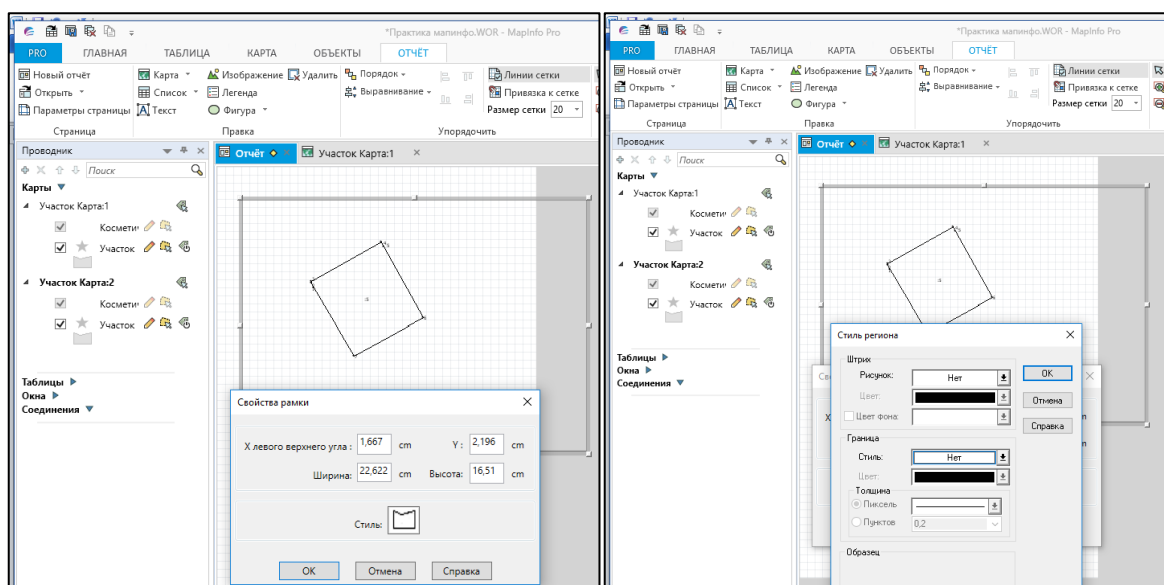 *Практика мапинфо.WOR - MapInfo Pro
PRO ГЛАВНАЯ ТАБЛИЦА КАРТА ОБЪЕКТЫ ОТЧЁТ
Новый отчёт Карта Изображение Удалить Порядок Линии сетки
Открыть Список Легенда Выравнивание Привязка к сетке
Параметры страницы Текст Фигура Размер сетки 20
Страница Правка Упорядочить
Проводник Отчёт Участок Карта:1
Поиск
Карты
Участок Карта:1
Космети
Участок
Участок Карта:2
Космети
Участок
Таблицы
Окна
Соединения
Свойства рамки
X левого верхнего угла : 1,667 cm Y : 2,196 cm
Ширина: 22,622 cm Высота: 16,51 cm
Стиль:
OK Отмена Справка
*Практика мапинфо.WOR - MapInfo Pro
PRO ГЛАВНАЯ ТАБЛИЦА КАРТА ОБЪЕКТЫ ОТЧЁТ
Новый отчёт Карта Изображение Удалить Порядок Линии сетки
Открыть Список Легенда Выравнивание Привязка к сетке
Параметры страницы Текст Фигура Размер сетки 20
Страница Правка Упорядочить
Проводник Отчёт Участок Карта:1
Поиск
Карты
Участок Карта:1
Космети
Участок
Участок Карта:2
Космети
Участок
Таблицы
Окна
Соединения
Стиль региона
Штрих
Рисунок: Нет OK
Цвет: Отмена
Цвет фона: Справка
Граница
Стиль: Нет
Цвет:
Толщина
Пиксель
Пунктов 0,2
Образец